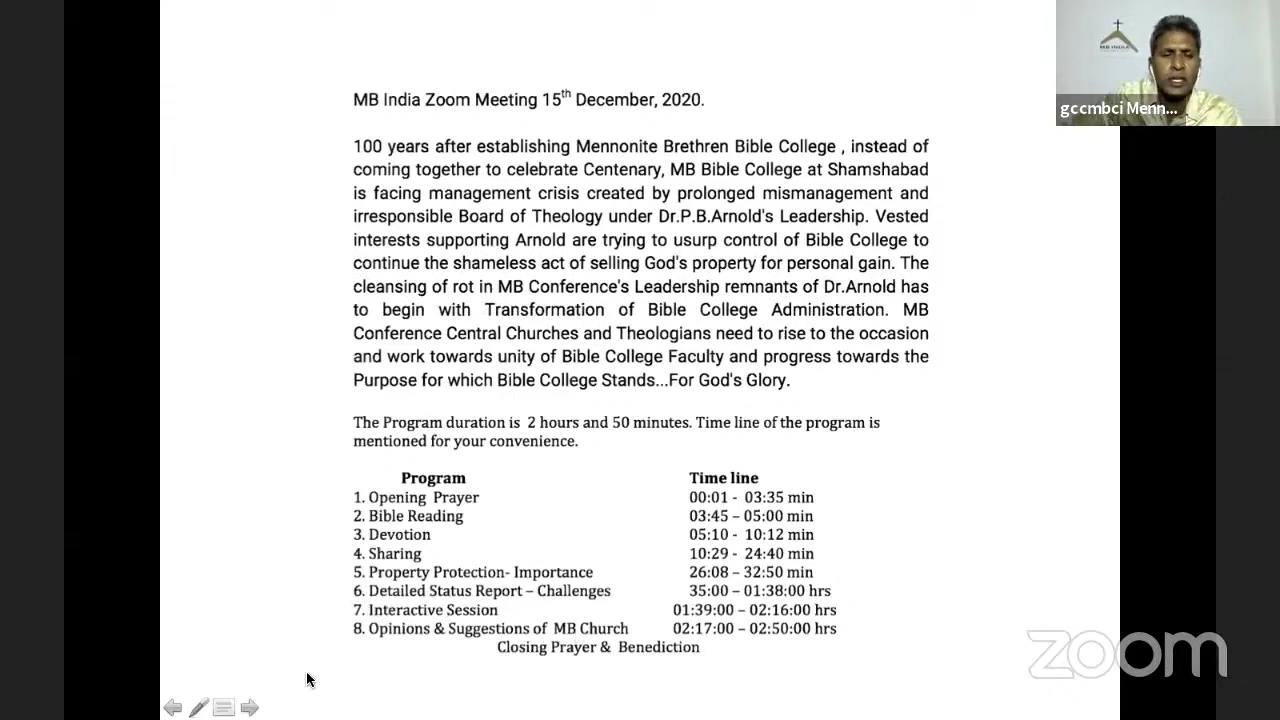 MB INDIA
gccmbci Menn...
MB India Zoom Meeting 15th December, 2020.
100 years after establishing Mennonite Brethren Bible College , instead of
coming together to celebrate Centenary, MB Bible College at Shamshabad
is facing management crisis created by prolonged mismanagement and
irresponsible Board of Theology under Dr.P.B.Arnold's Leadership. Vested
interests supporting Arnold are trying to usurp control of Bible College to
continue the shameless act of selling God's property for personal gain. The
cleansing of rot in MB Conference's Leadership remnants of Dr.Arnold has
to begin with Transformation of Bible College Administration. MB
Conference Central Churches and Theologians need to rise to the occasion
and work towards unity of Bible College Faculty and progress towards the
Purpose for which Bible College Stands...For God's Glory.
The Program duration is 2 hours and 50 minutes. Time line of the program is
mentioned for your convenience.
Program Time line
1. Opening Prayer 00:01 - 03:35 min
2. Bible Reading 03:45 – 05:00 min
3. Devotion 05:10 - 10:12 min
4. Sharing 10:29 - 24:40 min
5. Property Protection- Importance 26:08 – 32:50 min
6. Detailed Status Report – Challenges 35:00 – 01:38:00 hrs
7. Interactive Session 01:39:00 – 02:16:00 hrs
8. Opinions & Suggestions of MB Church 02:17:00 – 02:50:00 hrs
Closing Prayer & Benediction
zoom